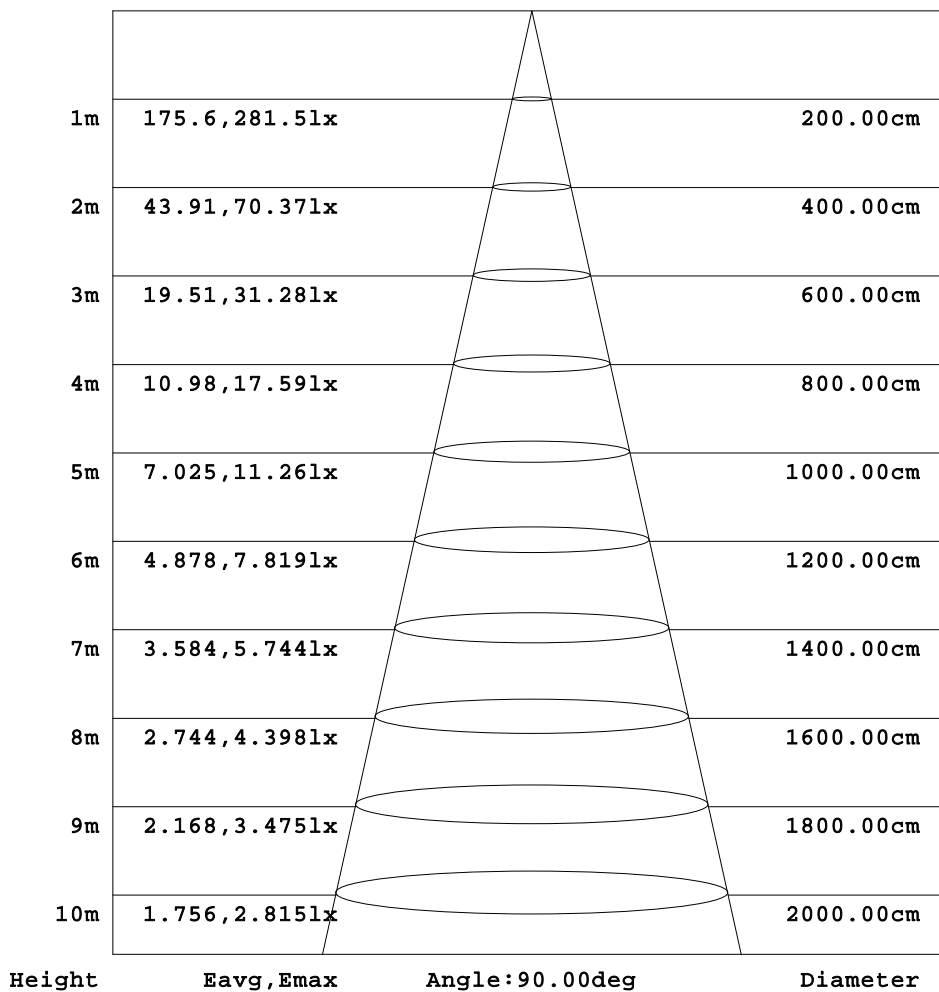 1m 175.6,281.5lx 200.00cm
2m 43.91,70.37lx 400.00cm
3m 19.51,31.28lx 600.00cm
4m 10.98,17.59lx 800.00cm
5m 7.025,11.26lx 1000.00cm
6m 4.878,7.819lx 1200.00cm
7m 3.584,5.744lx 1400.00cm
8m 2.744,4.398lx 1600.00cm
9m 2.168,3.475lx 1800.00cm
10m 1.756,2.815lx 2000.00cm
Height Eavg,Emax Angle:90.00deg Diameter